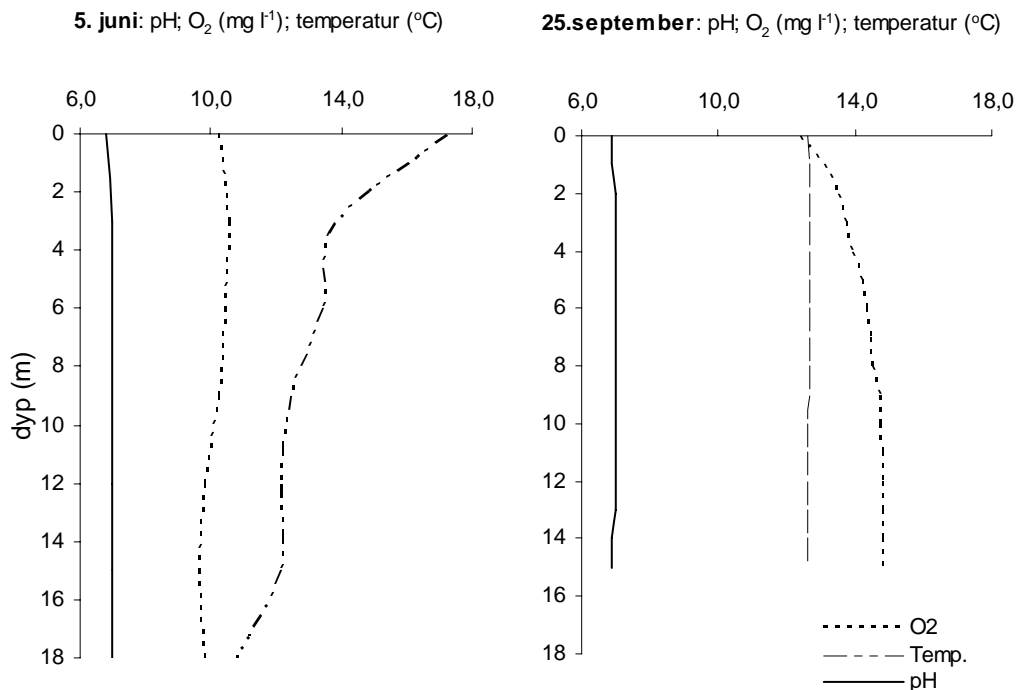 5. juni: pH; O2 (mg l-1); temperatur (oC)
6,0 10,0 14,0 18,0
0
2
4
6
8
10
12
14
16
18
dyp (m)
25.september: pH; O2 (mg l-1); temperatur (oC)
6,0 10,0 14,0 18,0
0
2
4
6
8
10
12
14
16
18
O2
Temp.
pH